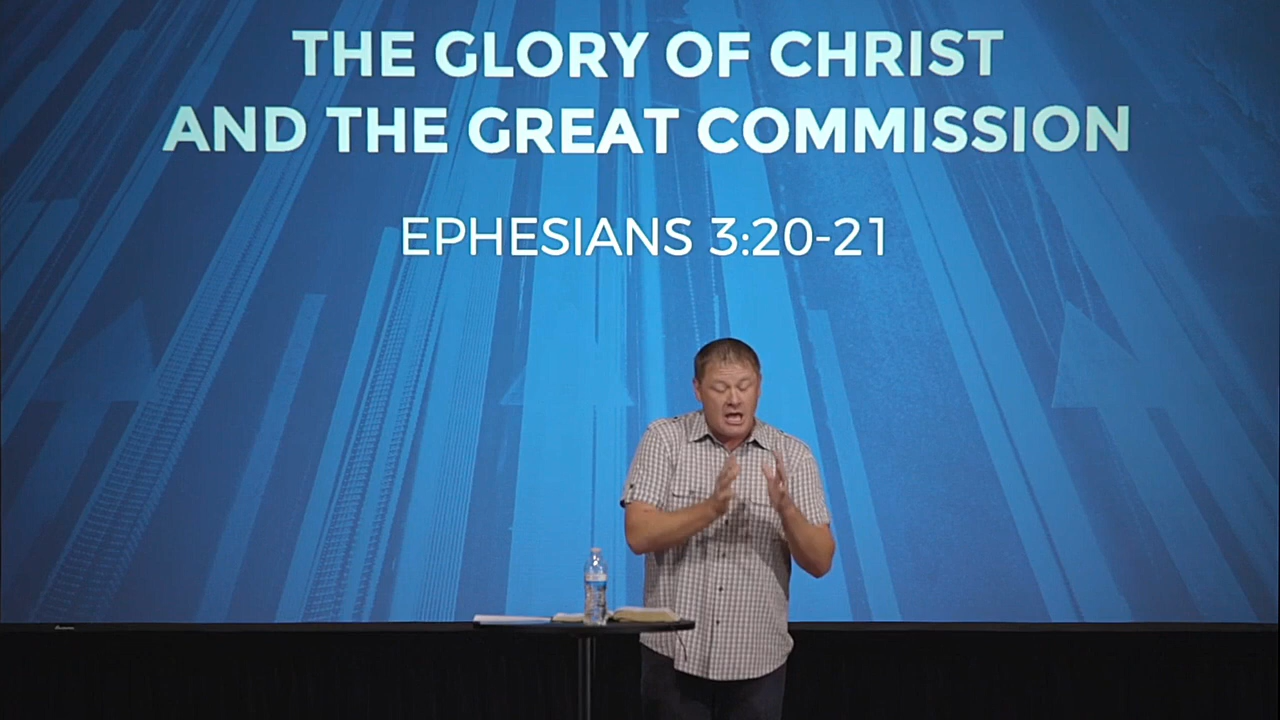 THE GLORY OF CHRIST
AND THE GREAT COMMISSION
EPHESIANS 3:20-21